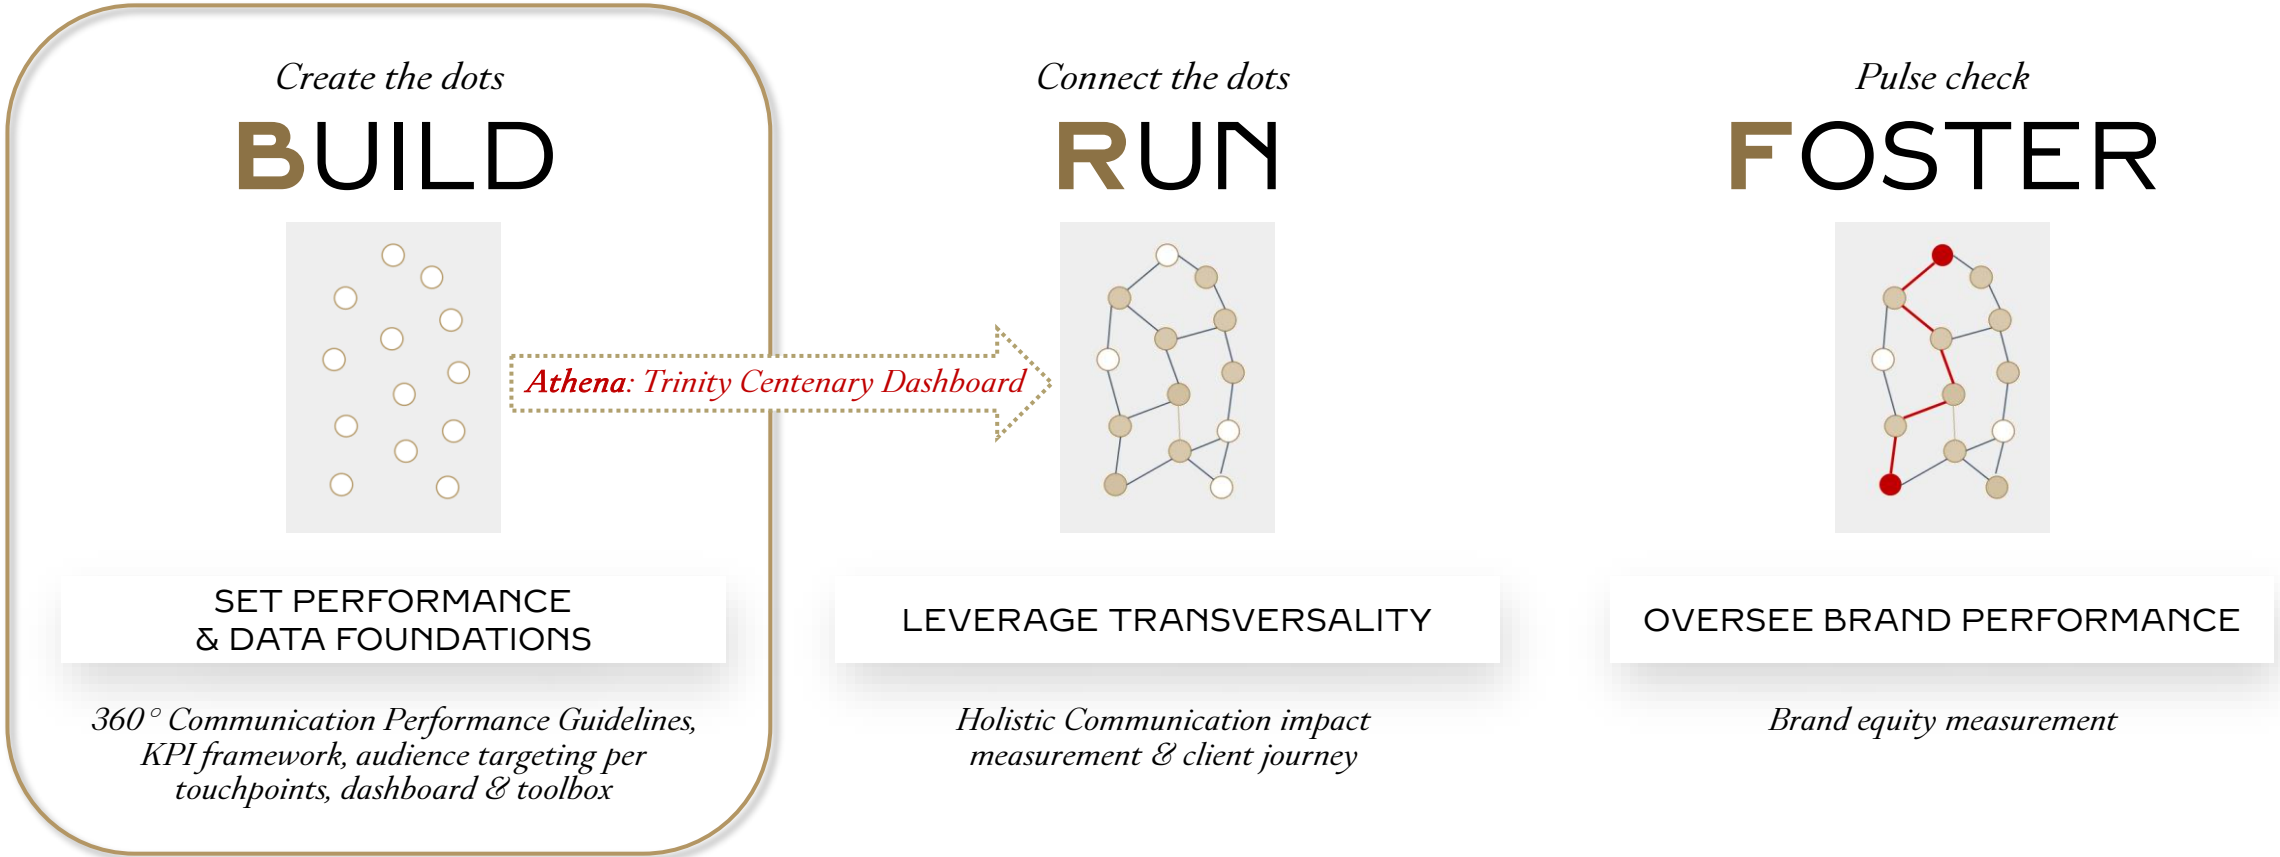 Create the dots
BUILD
Athena: Trinity Centenary Dashboard
SET PERFORMANCE
& DATA FOUNDATIONS
360° Communication Performance Guidelines,
KPI framework, audience targeting per
touchpoints, dashboard & toolbox
Connect the dots
RUN
LEVERAGE TRANSVERSALITY
Holistic Communication impact
measurement & client journey
Pulse check
FOSTER
OVERSEE BRAND PERFORMANCE
Brand equity measurement